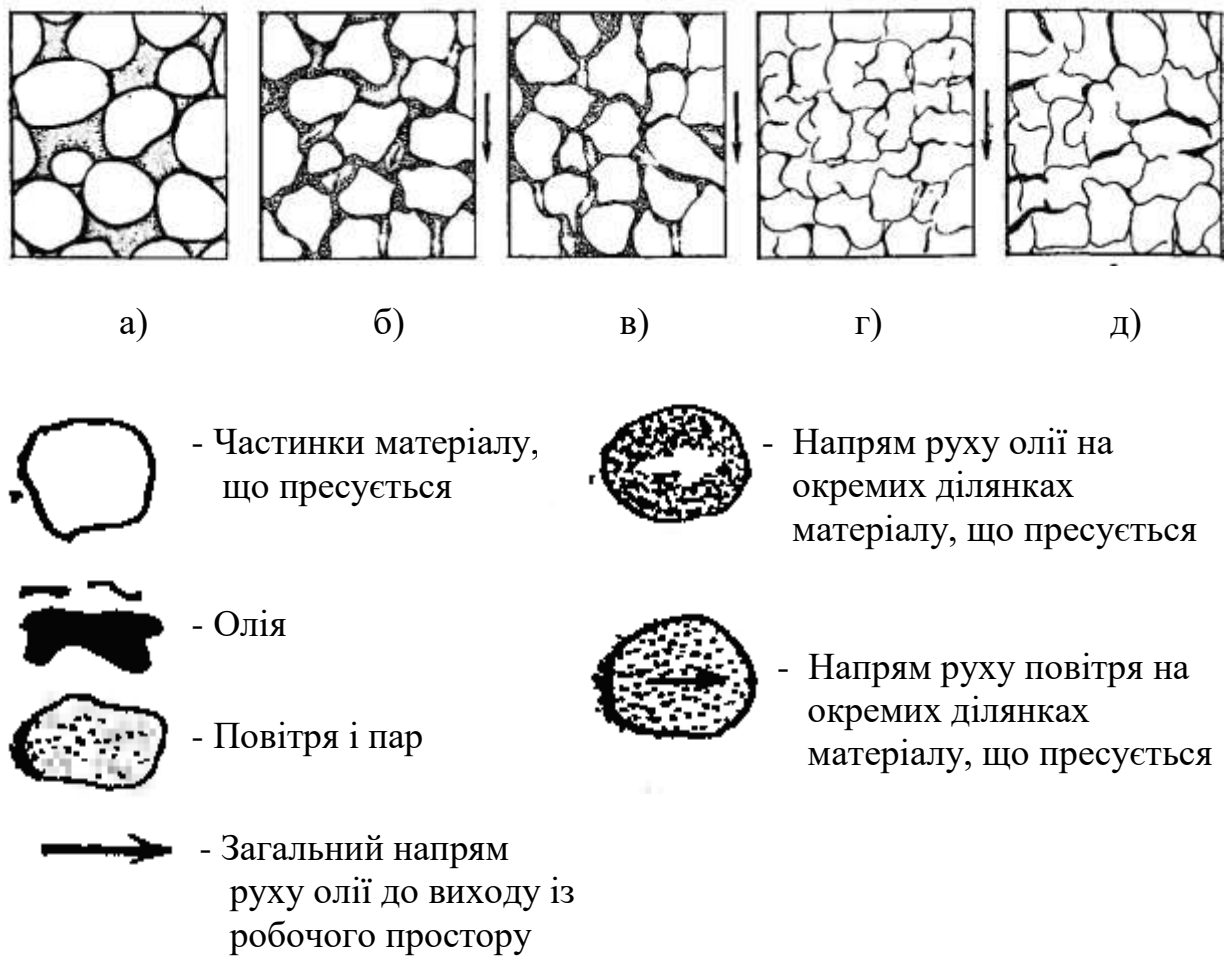 а) б) в) г) д)
- Частинки матеріалу,
що пресується
- Олія
- Повітря і пар
- Загальний напрям
руху олії до виходу із
робочого простору
- Напрям руху олії на
окремих ділянках
матеріалу, що пресується
- Напрям руху повітря на
окремих ділянках
матеріалу, що пресується